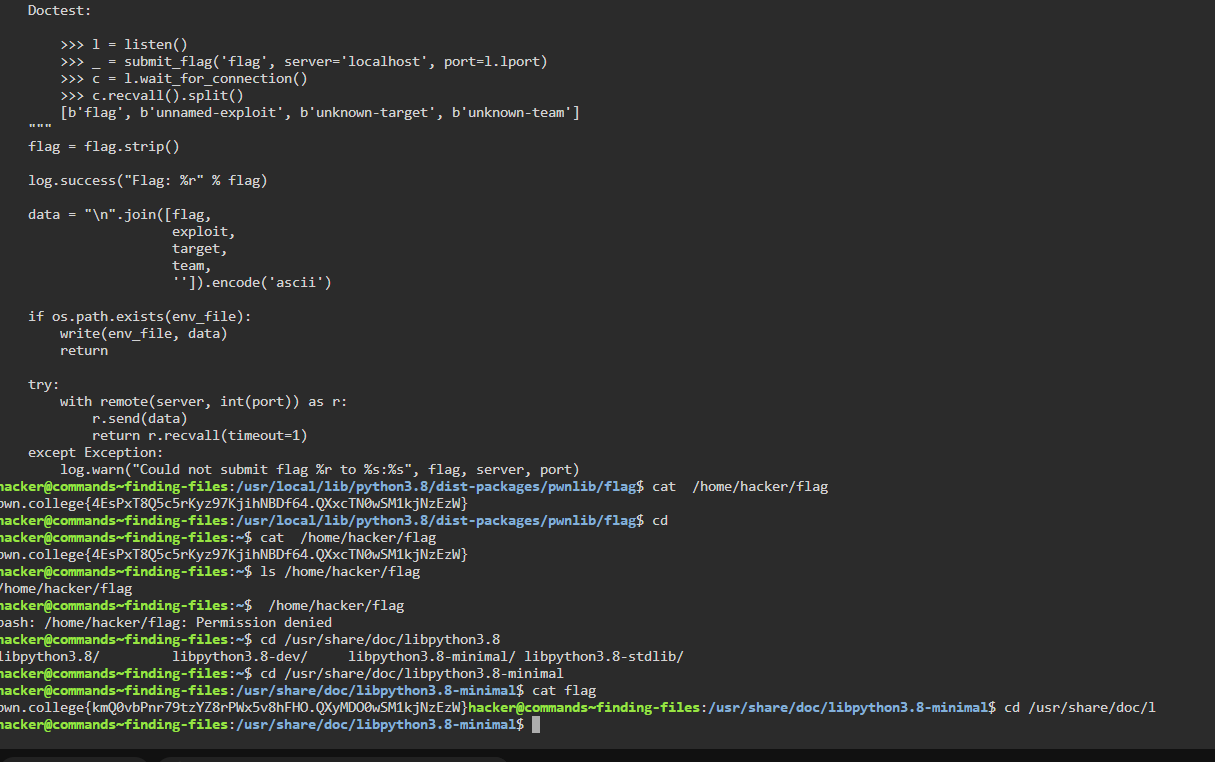 Doctest:
>>> l = listen()
>>> _ = submit_flag('flag', server='localhost', port=l.lport)
>>> c = l.wait_for_connection()
>>> c.recvall().split()
[b'flag', b'unnamed-exploit', b'unknown-target', b'unknown-team']
"""
flag = flag.strip()
log.success("Flag: %r" % flag)
data = "\n".join([flag,
exploit,
target,
team,
'']).encode('ascii')
if os.path.exists(env_file):
write(env_file, data)
return
try:
with remote(server, int(port)) as r:
r.send(data)
return r.recvall(timeout=1)
except Exception:
log.warn("Could not submit flag %r to %s:%s", flag, server, port)
hacker@commands~finding-files:/usr/local/lib/python3.8/dist-packages/pwnlib/flag$ cat  /home/hacker/flag
pwn.college{4EsPxT8Q5c5rKyz97KjihNBDf64.QXxcTN0wSM1kjNzEzW}
hacker@commands~finding-files:/usr/local/lib/python3.8/dist-packages/pwnlib/flag$ cd
hacker@commands~finding-files:~$ cat  /home/hacker/flag
pwn.college{4EsPxT8Q5c5rKyz97KjihNBDf64.QXxcTN0wSM1kjNzEzW}
hacker@commands~finding-files:~$ ls /home/hacker/flag
/home/hacker/flag
hacker@commands~finding-files:~$  /home/hacker/flag
bash: /home/hacker/flag: Permission denied
hacker@commands~finding-files:~$ cd /usr/share/doc/libpython3.8
libpython3.8/ libpython3.8-dev/ libpython3.8-minimal/ libpython3.8-stdlib/
hacker@commands~finding-files:~$ cd /usr/share/doc/libpython3.8-minimal
hacker@commands~finding-files:/usr/share/doc/libpython3.8-minimal$ cat flag
pwn.college{kmQ0vbPnr79tzYZ8rPWx5v8hFHO.QXyMDO0wSM1kjNzEzW}hacker@commands~finding-files:/usr/share/doc/libpython3.8-minimal$ cd /usr/share/doc/l
hacker@commands~finding-files:/usr/share/doc/libpython3.8-minimal$